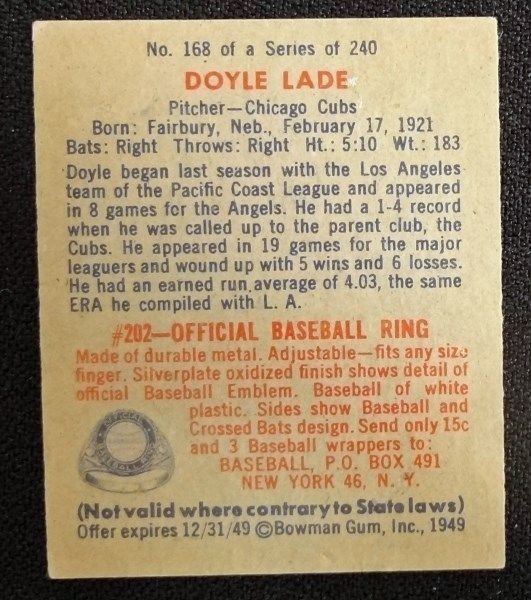 No. 168 of a Series of 240
DOYLE LADE
Pitcher—Chicago Cubs
Born: Fairbury, Neb., February 17, 1921
Bats: Right Throws: Right Ht.: 5:10 Wt.: 183
Doyle began last season with the Los Angeles
team of the Pacific Coast League and appeared
in 8 games for the Angels. He had a 1-4 record
when he was called up to the parent club, the
Cubs. He appeared in 19 games for the major
leaguers and wound up with 5 wins and 6 losses.
He had an earned run average of 4.03, the same
ERA he compiled with L. A.
#202—OFFICIAL BASEBALL RING
Made of durable metal. Adjustable—fits any size
finger. Silverplate oxidized finish shows detail of
official Baseball Emblem. Baseball of white
plastic. Sides show Baseball and
Crossed Bats design. Send only 15c
and 3 Baseball wrappers to:
BASEBALL, P.O. BOX 491
NEW YORK 46, N. Y.
OFFICIAL
BASEBALL RING
(Not valid where contrary to State laws)
Offer expires 12/31/49 ©Bowman Gum, Inc., 1949